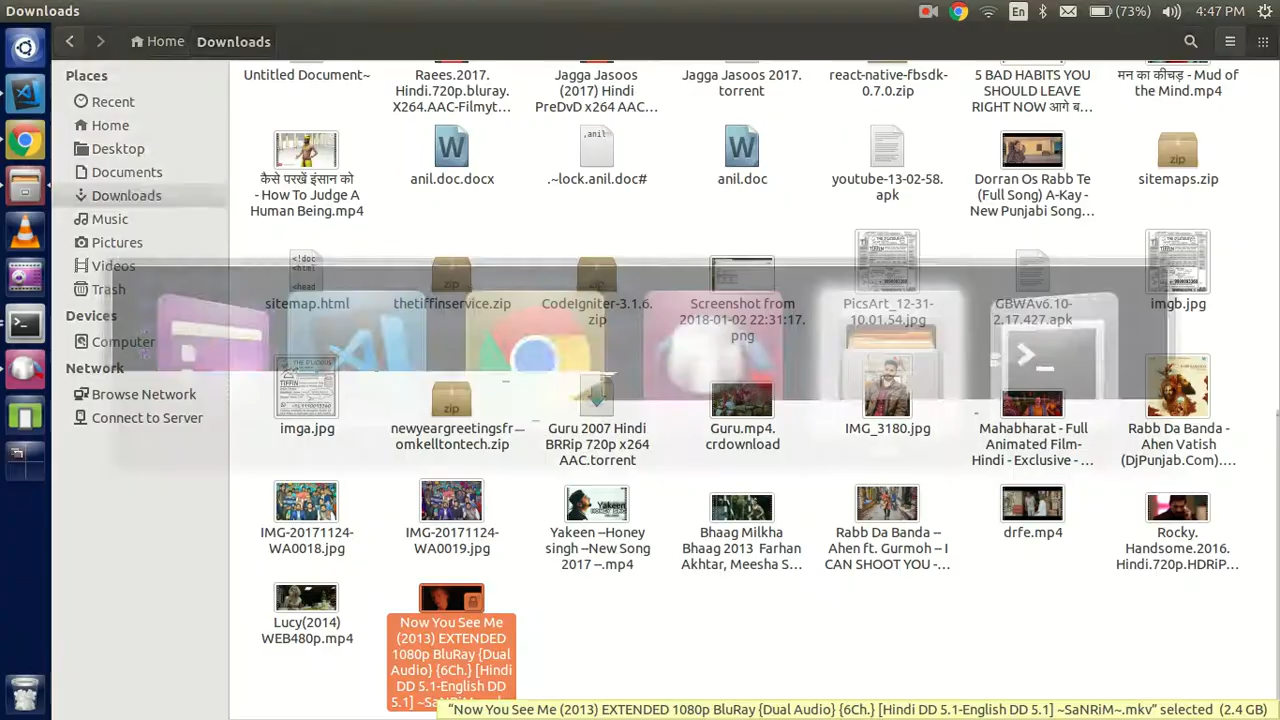 Downloads
En
(73%)
4:47 PM
Home
Downloads
Places
Recent
Home
Desktop
Documents
Downloads
Music
Pictures
Videos
Trash
Devices
Computer
Network
Browse Network
Connect to Server
Untitled Document~
Raees.2017.
Hindi.720p.bluray.
X264.AAC-Filmyt...
Jagga Jasoos
(2017) Hindi
PreDvD x264 AAC...
Jagga Jasoos 2017.
torrent
react-native-fbsdk-
0.7.0.zip
5 BAD HABITS YOU
SHOULD LEAVE
RIGHT NOW आगे ब...
मन का कीचड़ - Mud of
the Mind.mp4
कैसे परखें इंसान को
- How To Judge A
Human Being.mp4
anil.doc.docx
,anil
.~lock.anil.doc#
anil.doc
youtube-13-02-58.
apk
Dorran Os Rabb Te
(Full Song) A-Kay -
New Punjabi Song...
zip
sitemaps.zip
<!doc
<html
<head
sitemap.html
zip
thetiffinservice.zip
zip
CodeIgniter-3.1.6.
zip
Screenshot from
2018-01-02 22:31:17.
png
PicsArt_12-31-
10.01.54.jpg
GBWAv6.10-
2.17.427.apk
imgb.jpg
TIFFIN
imga.jpg
zip
newyeargreetingsfr
omkelltontech.zip
Guru 2007 Hindi
BRRip 720p x264
AAC.torrent
Guru.mp4.
crdownload
IMG_3180.jpg
Mahabharat - Full
Animated Film-
Hindi - Exclusive - ...
Rabb Da Banda -
Ahen Vatish
(DjPunjab.Com)....
IMG-20171124-
WA0018.jpg
IMG-20171124-
WA0019.jpg
Yakeen --Honey
singh --New Song
2017 --.mp4
Bhaag Milkha
Bhaag 2013 Farhan
Akhtar, Meesha S...
Rabb Da Banda --
Ahen ft. Gurmoh -- I
CAN SHOOT YOU -...
drfe.mp4
Rocky.
Handsome.2016.
Hindi.720p.HDRiP...
Lucy(2014)
WEB480p.mp4
Now You See Me
(2013) EXTENDED
1080p BluRay {Dual
Audio} {6Ch.} [Hindi
DD 5.1-English DD
5.1] ~SaNRiM~.mkv
“Now You See Me (2013) EXTENDED 1080p BluRay {Dual Audio} {6Ch.} [Hindi DD 5.1-English DD 5.1] ~SaNRiM~.mkv” selected (2.4 GB)